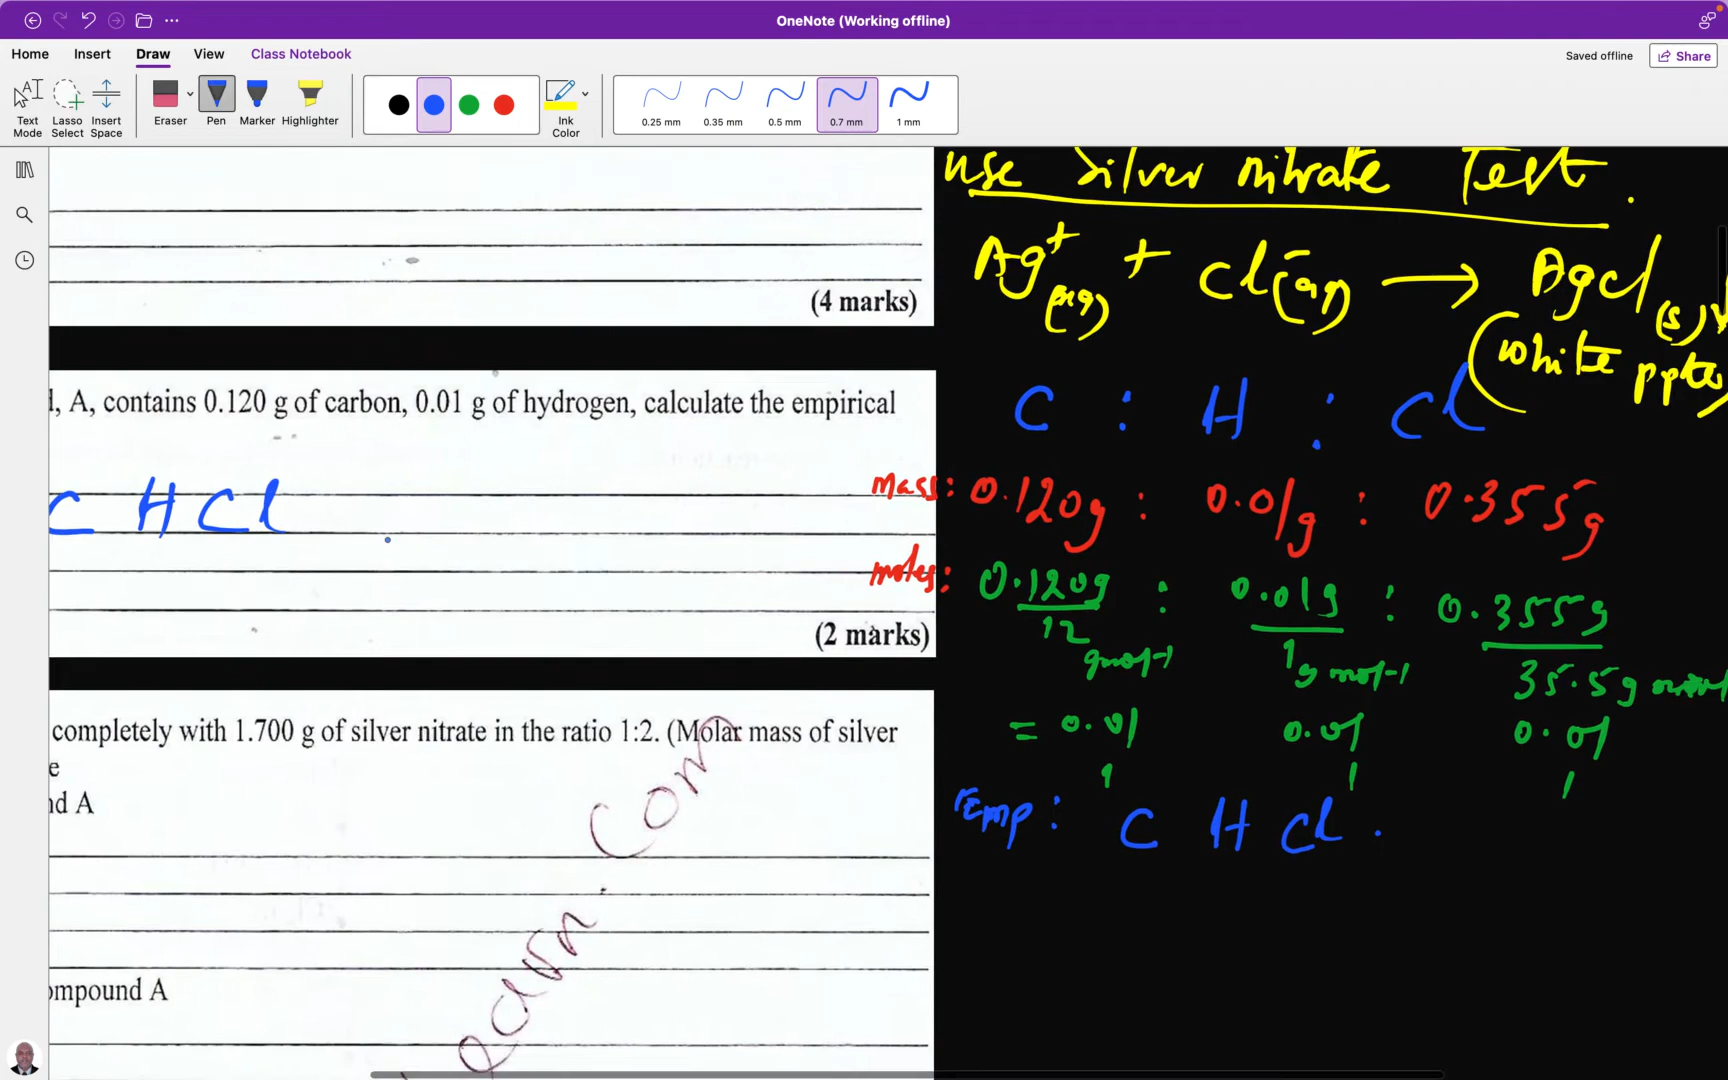 OneNote (Working offline)
Home Insert Draw View Class Notebook
Saved offline Share
Text Mode
Lasso Select
Insert Space
Eraser
Pen
Marker
Highlighter
Ink Color
0.25 mm 0.35 mm 0.5 mm 0.7 mm 1 mm
(4 marks)
, A, contains 0.120 g of carbon, 0.01 g of hydrogen, calculate the empirical
C H Cl
(2 marks)
completely with 1.700 g of silver nitrate in the ratio 1:2. (Molar mass of silver
e
d A
ompound A
earn.com
use silver nitrate Test.
Ag+(aq) + Cl-(aq) → AgCl(s)↓
(white ppte)
C : H : Cl
mass: 0.120g : 0.01g : 0.355g
moles: 0.120g : 0.01g : 0.355g
12 gmol-1 1g mol-1 35.5g
= 0.01 0.01 0.01
1 1 1
Emp: C H Cl.